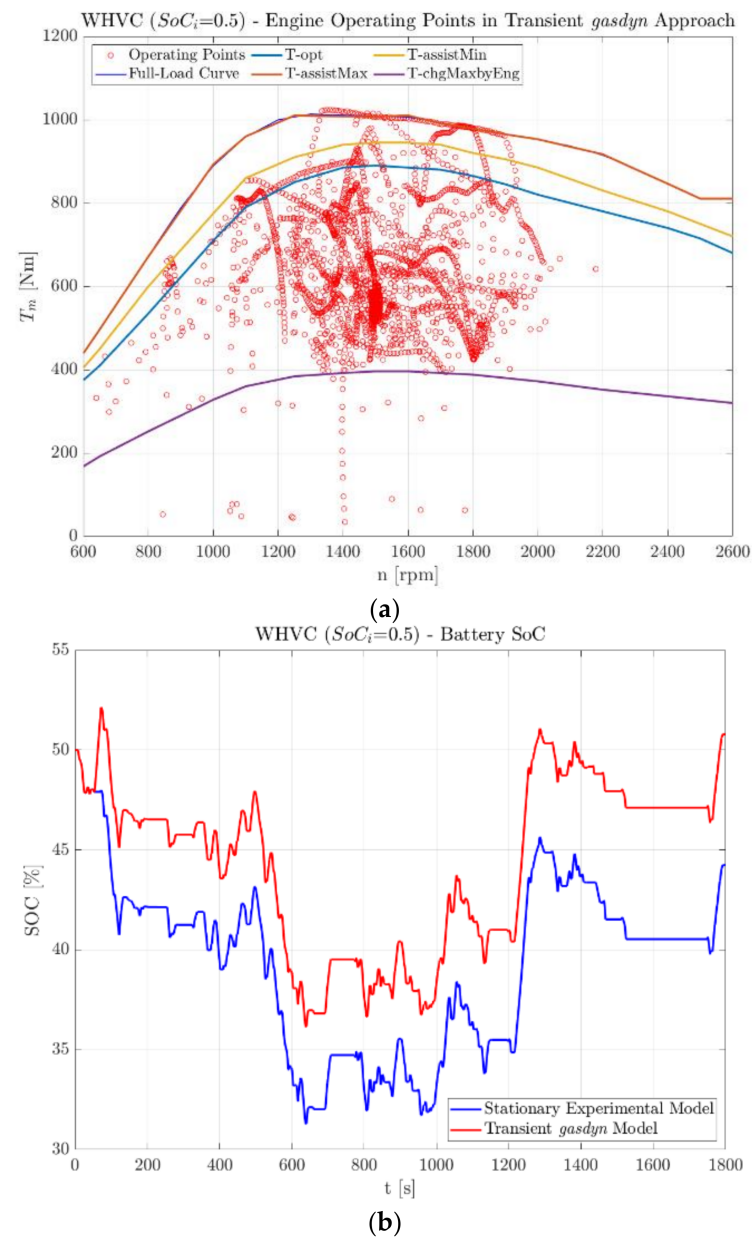 WHVC (SoCi=0.5) - Engine Operating Points in Transient gasdyn Approach
1200
1000
800
600
400
200
0
Tm [Nm]
Operating Points T-opt T-assistMin
Full-Load Curve T-assistMax T-chgMaxbyEng
600 800 1000 1200 1400 1600 1800 2000 2200 2400 2600
n [rpm]
(a)
WHVC (SoCi=0.5) - Battery SoC
55
50
45
40
35
30
SOC [%]
Stationary Experimental Model
Transient gasdyn Model
0 200 400 600 800 1000 1200 1400 1600 1800
t [s]
(b)